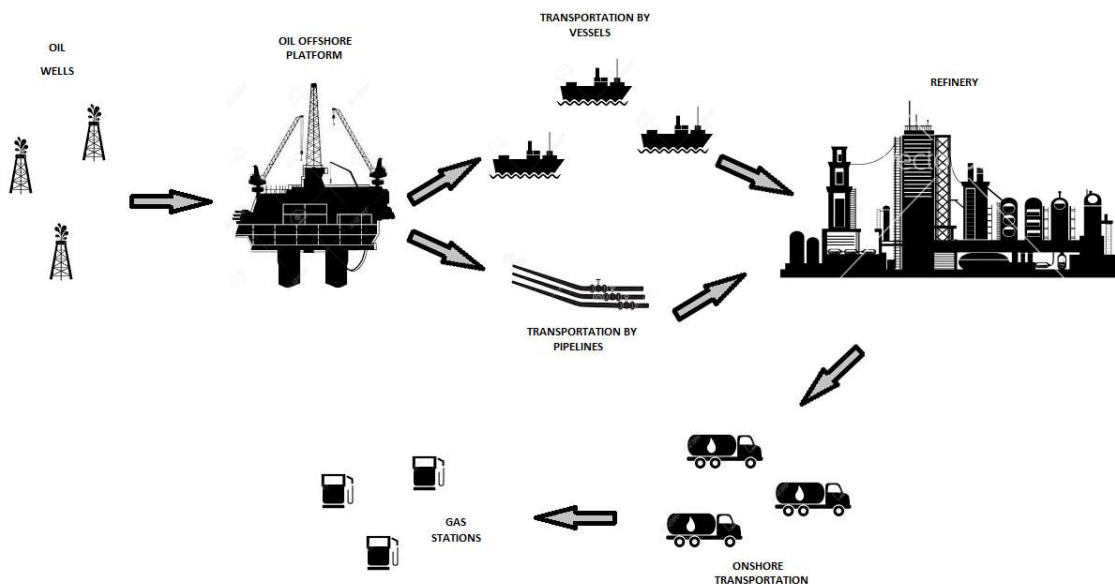 OIL
WELLS
OIL OFFSHORE
PLATFORM
TRANSPORTATION BY
VESSELS
REFINERY
TRANSPORTATION BY
PIPELINES
GAS
STATIONS
ONSHORE
TRANSPORTATION